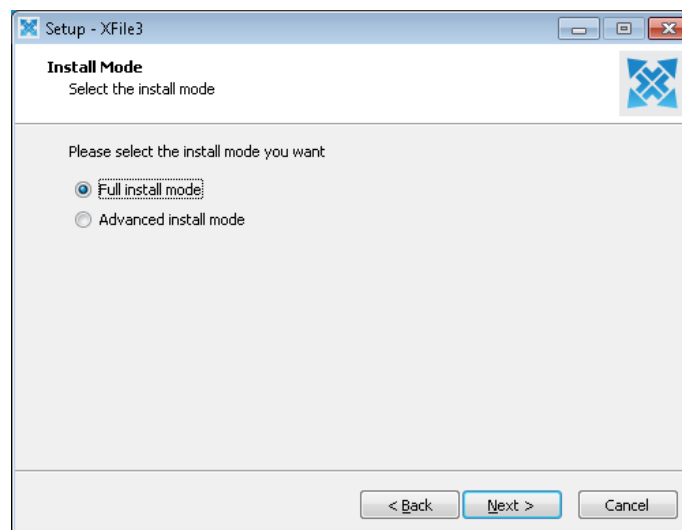 Setup - XFile3
Install Mode
Select the install mode
Please select the install mode you want
Full install mode
Advanced install mode
< Back
Next >
Cancel